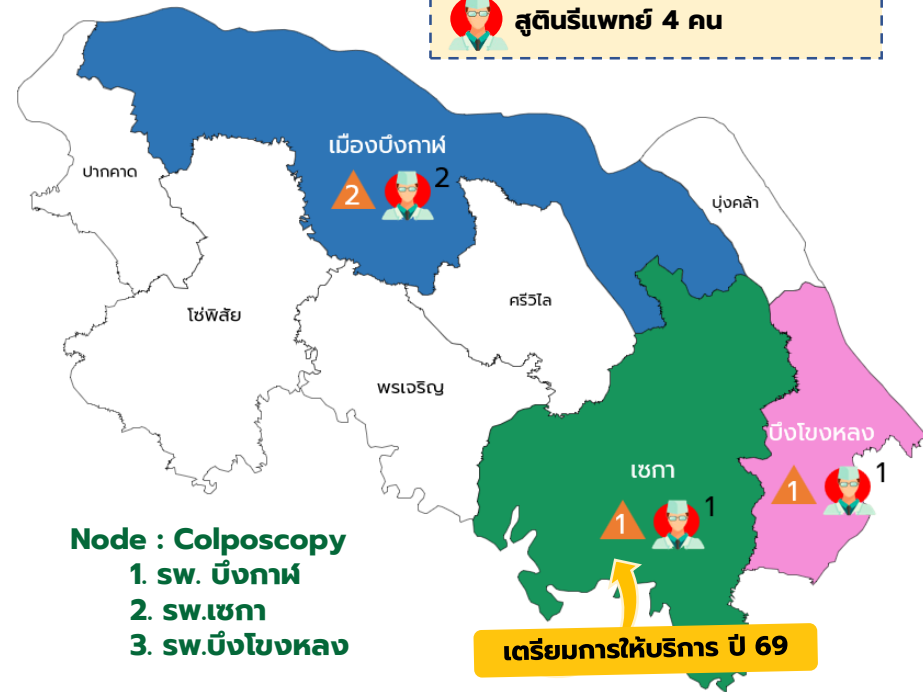 สูตินรีแพทย์ 4 คน
เมืองบึงกาฬ
2
2
ปากคาด
บุ่งคล้า
ศรีวิไล
โซ่พิสัย
พรเจริญ
บึงโขงหลง
1
1
เซกา
1
1
Node : Colposcopy
1. รพ. บึงกาฬ
2. รพ.เซกา
3. รพ.บึงโขงหลง
เตรียมการให้บริการ ปี 69